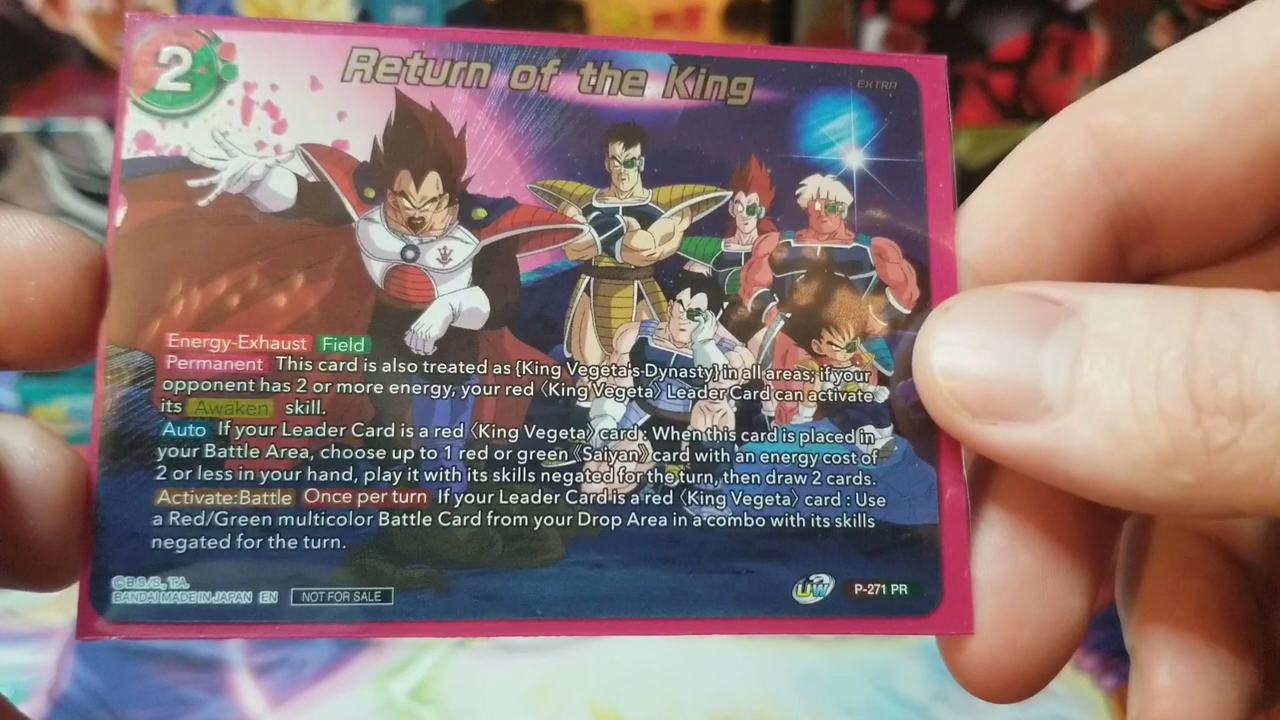 2
Return of the King
EXTRA
Energy-Exhaust Field
Permanent This card is also treated as {King Vegeta's Dynasty} in all areas; if your
opponent has 2 or more energy, your red 〈King Vegeta〉 Leader Card can activate
its Awaken skill.
Auto If your Leader Card is a red 〈King Vegeta〉 card : When this card is placed in
your Battle Area, choose up to 1 red or green 《Saiyan》 card with an energy cost of
2 or less in your hand, play it with its skills negated for the turn, then draw 2 cards.
Activate:Battle Once per turn If your Leader Card is a red 〈King Vegeta〉 card : Use
a Red/Green multicolor Battle Card from your Drop Area in a combo with its skills
negated for the turn.
©B.S./S., T.A.
BANDAI MADE IN JAPAN EN NOT FOR SALE
UW P-271 PR